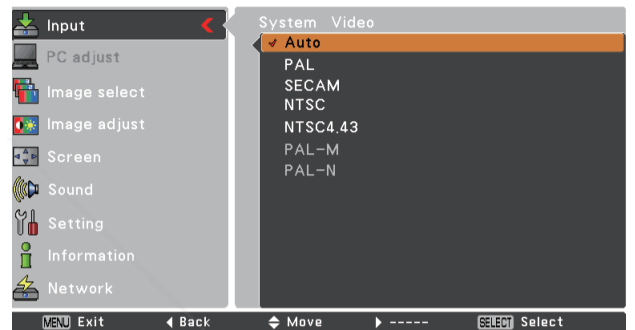 Input
PC adjust
Image select
Image adjust
Screen
Sound
Setting
Information
Network
System Video
Auto
PAL
SECAM
NTSC
NTSC4.43
PAL-M
PAL-N
MENU Exit Back Move ----- SELECT Select